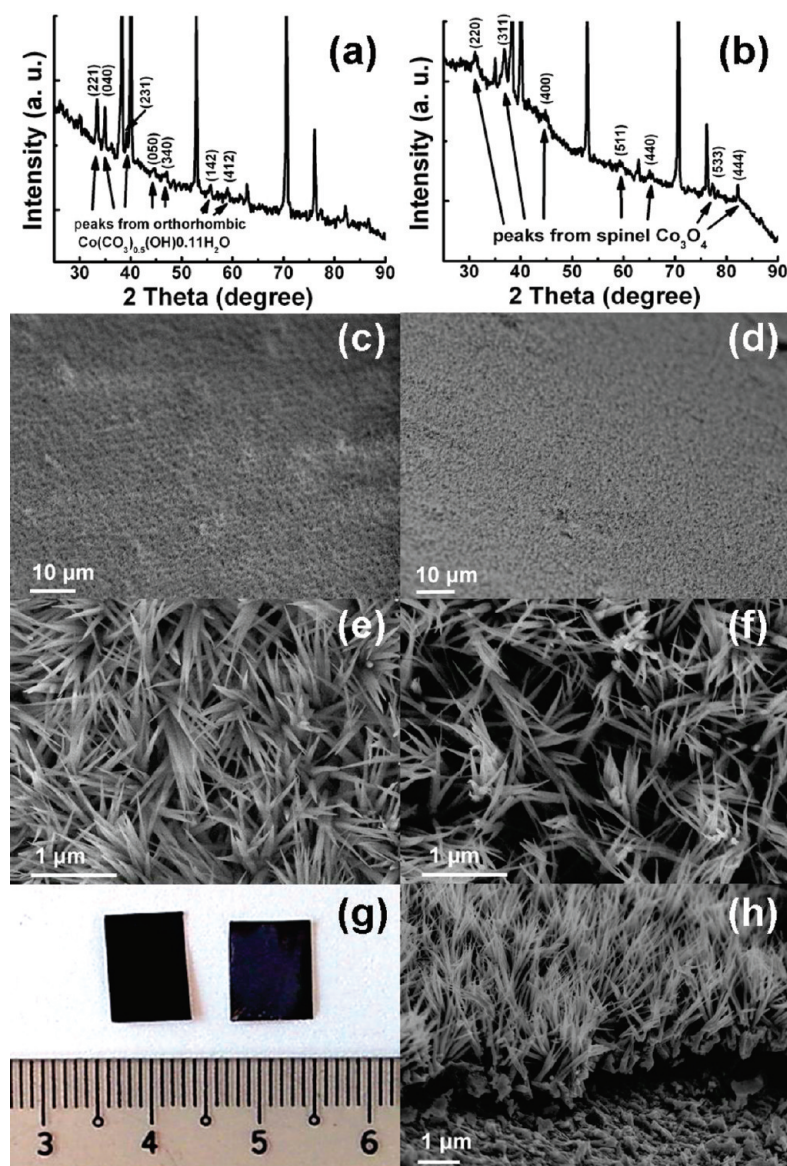 (a)
Intensity (a. u.)
(221)
(040)
(231)
(050)
(340)
(142)
(412)
peaks from orthorhombic
Co(CO3)0.5(OH)0.11H2O
30 40 50 60 70 80 90
2 Theta (degree)
(b)
Intensity (a. u.)
(220)
(311)
(400)
(511)
(440)
(533)
(444)
peaks from spinel Co3O4
30 40 50 60 70 80 90
2 Theta (degree)
(c)
10 μm
(d)
10 μm
(e)
1 μm
(f)
1 μm
(g)
3 4 5 6
(h)
1 μm